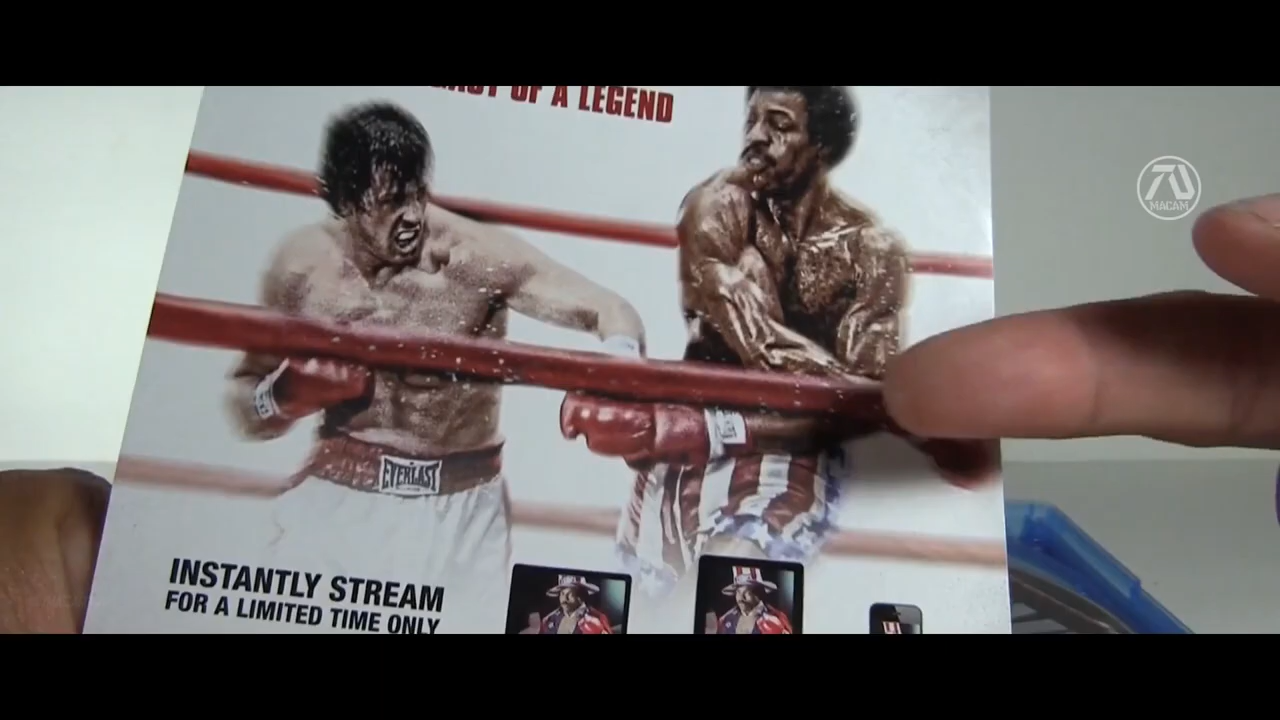 OF A LEGEND
MACAM
EVERLAST
INSTANTLY STREAM
FOR A LIMITED TIME ONLY